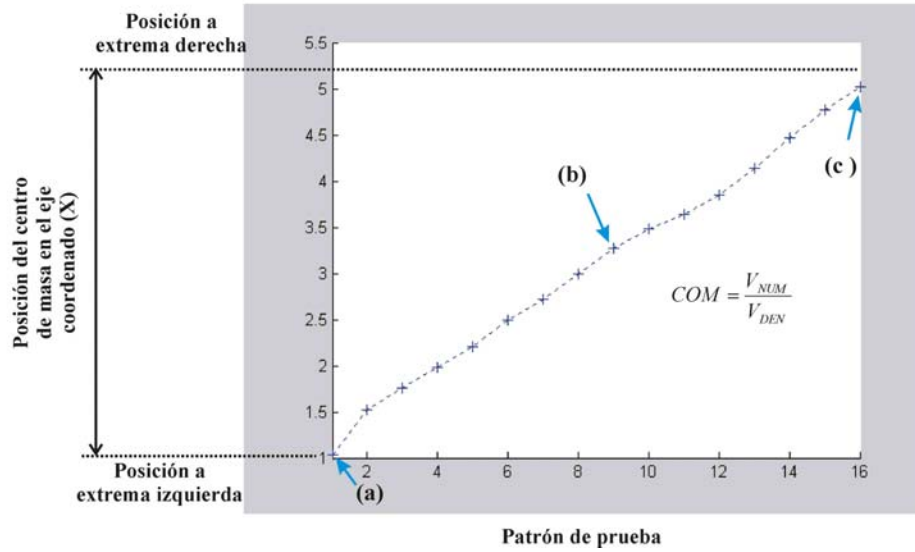 Posición a
extrema derecha
5.5
5
4.5
4
3.5
3
2.5
2
1.5
1
Posición del centro
de masa en el eje
coordenado (X)
(b)
(c )
COM = V_NUM / V_DEN
(a)
2 4 6 8 10 12 14 16
Posición a
extrema izquierda
Patrón de prueba